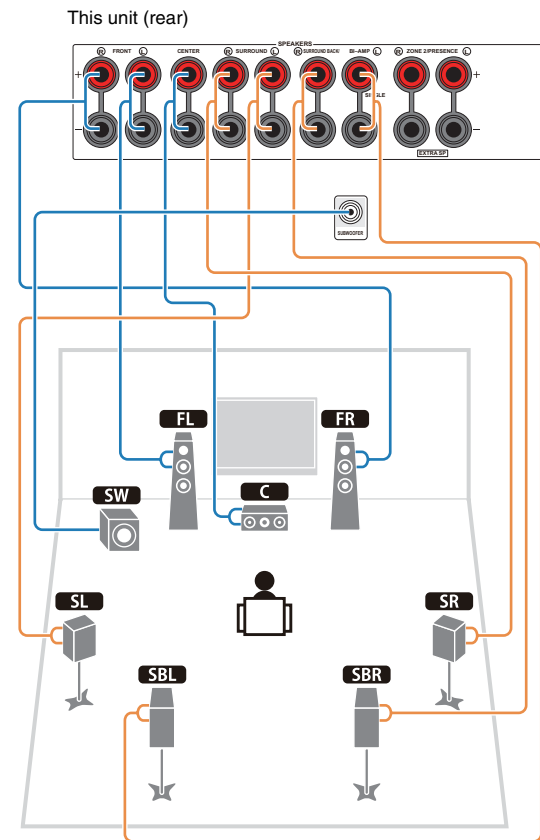 This unit (rear)
SPEAKERS
R FRONT L CENTER R SURROUND L R SURROUND BACK/ BI-AMP L R ZONE 2/PRESENCE L
+ +
SINGLE
– –
EXTRA SP
SUBWOOFER
FL FR
SW C
SL SR
SBL SBR